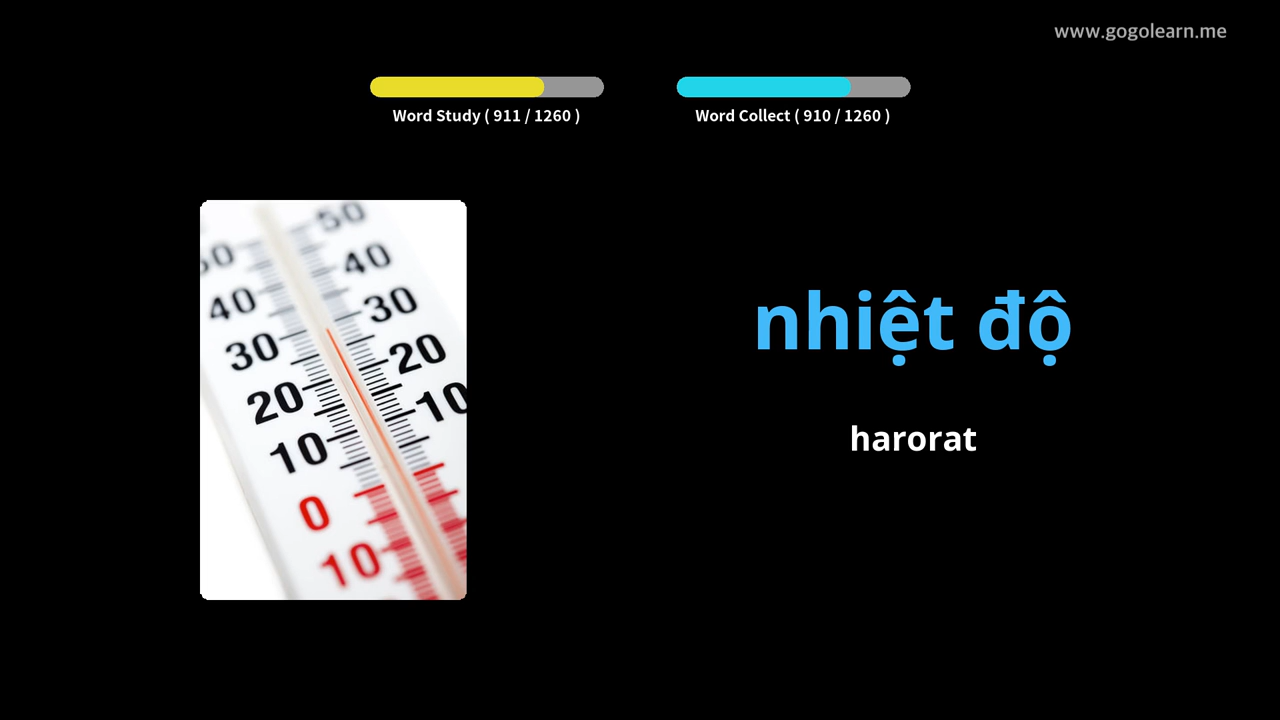 www.gogolearn.me
Word Study ( 911 / 1260 )
Word Collect ( 910 / 1260 )
50
50
40
40
30
30
20
20
10
10
0
10
nhiệt độ
harorat